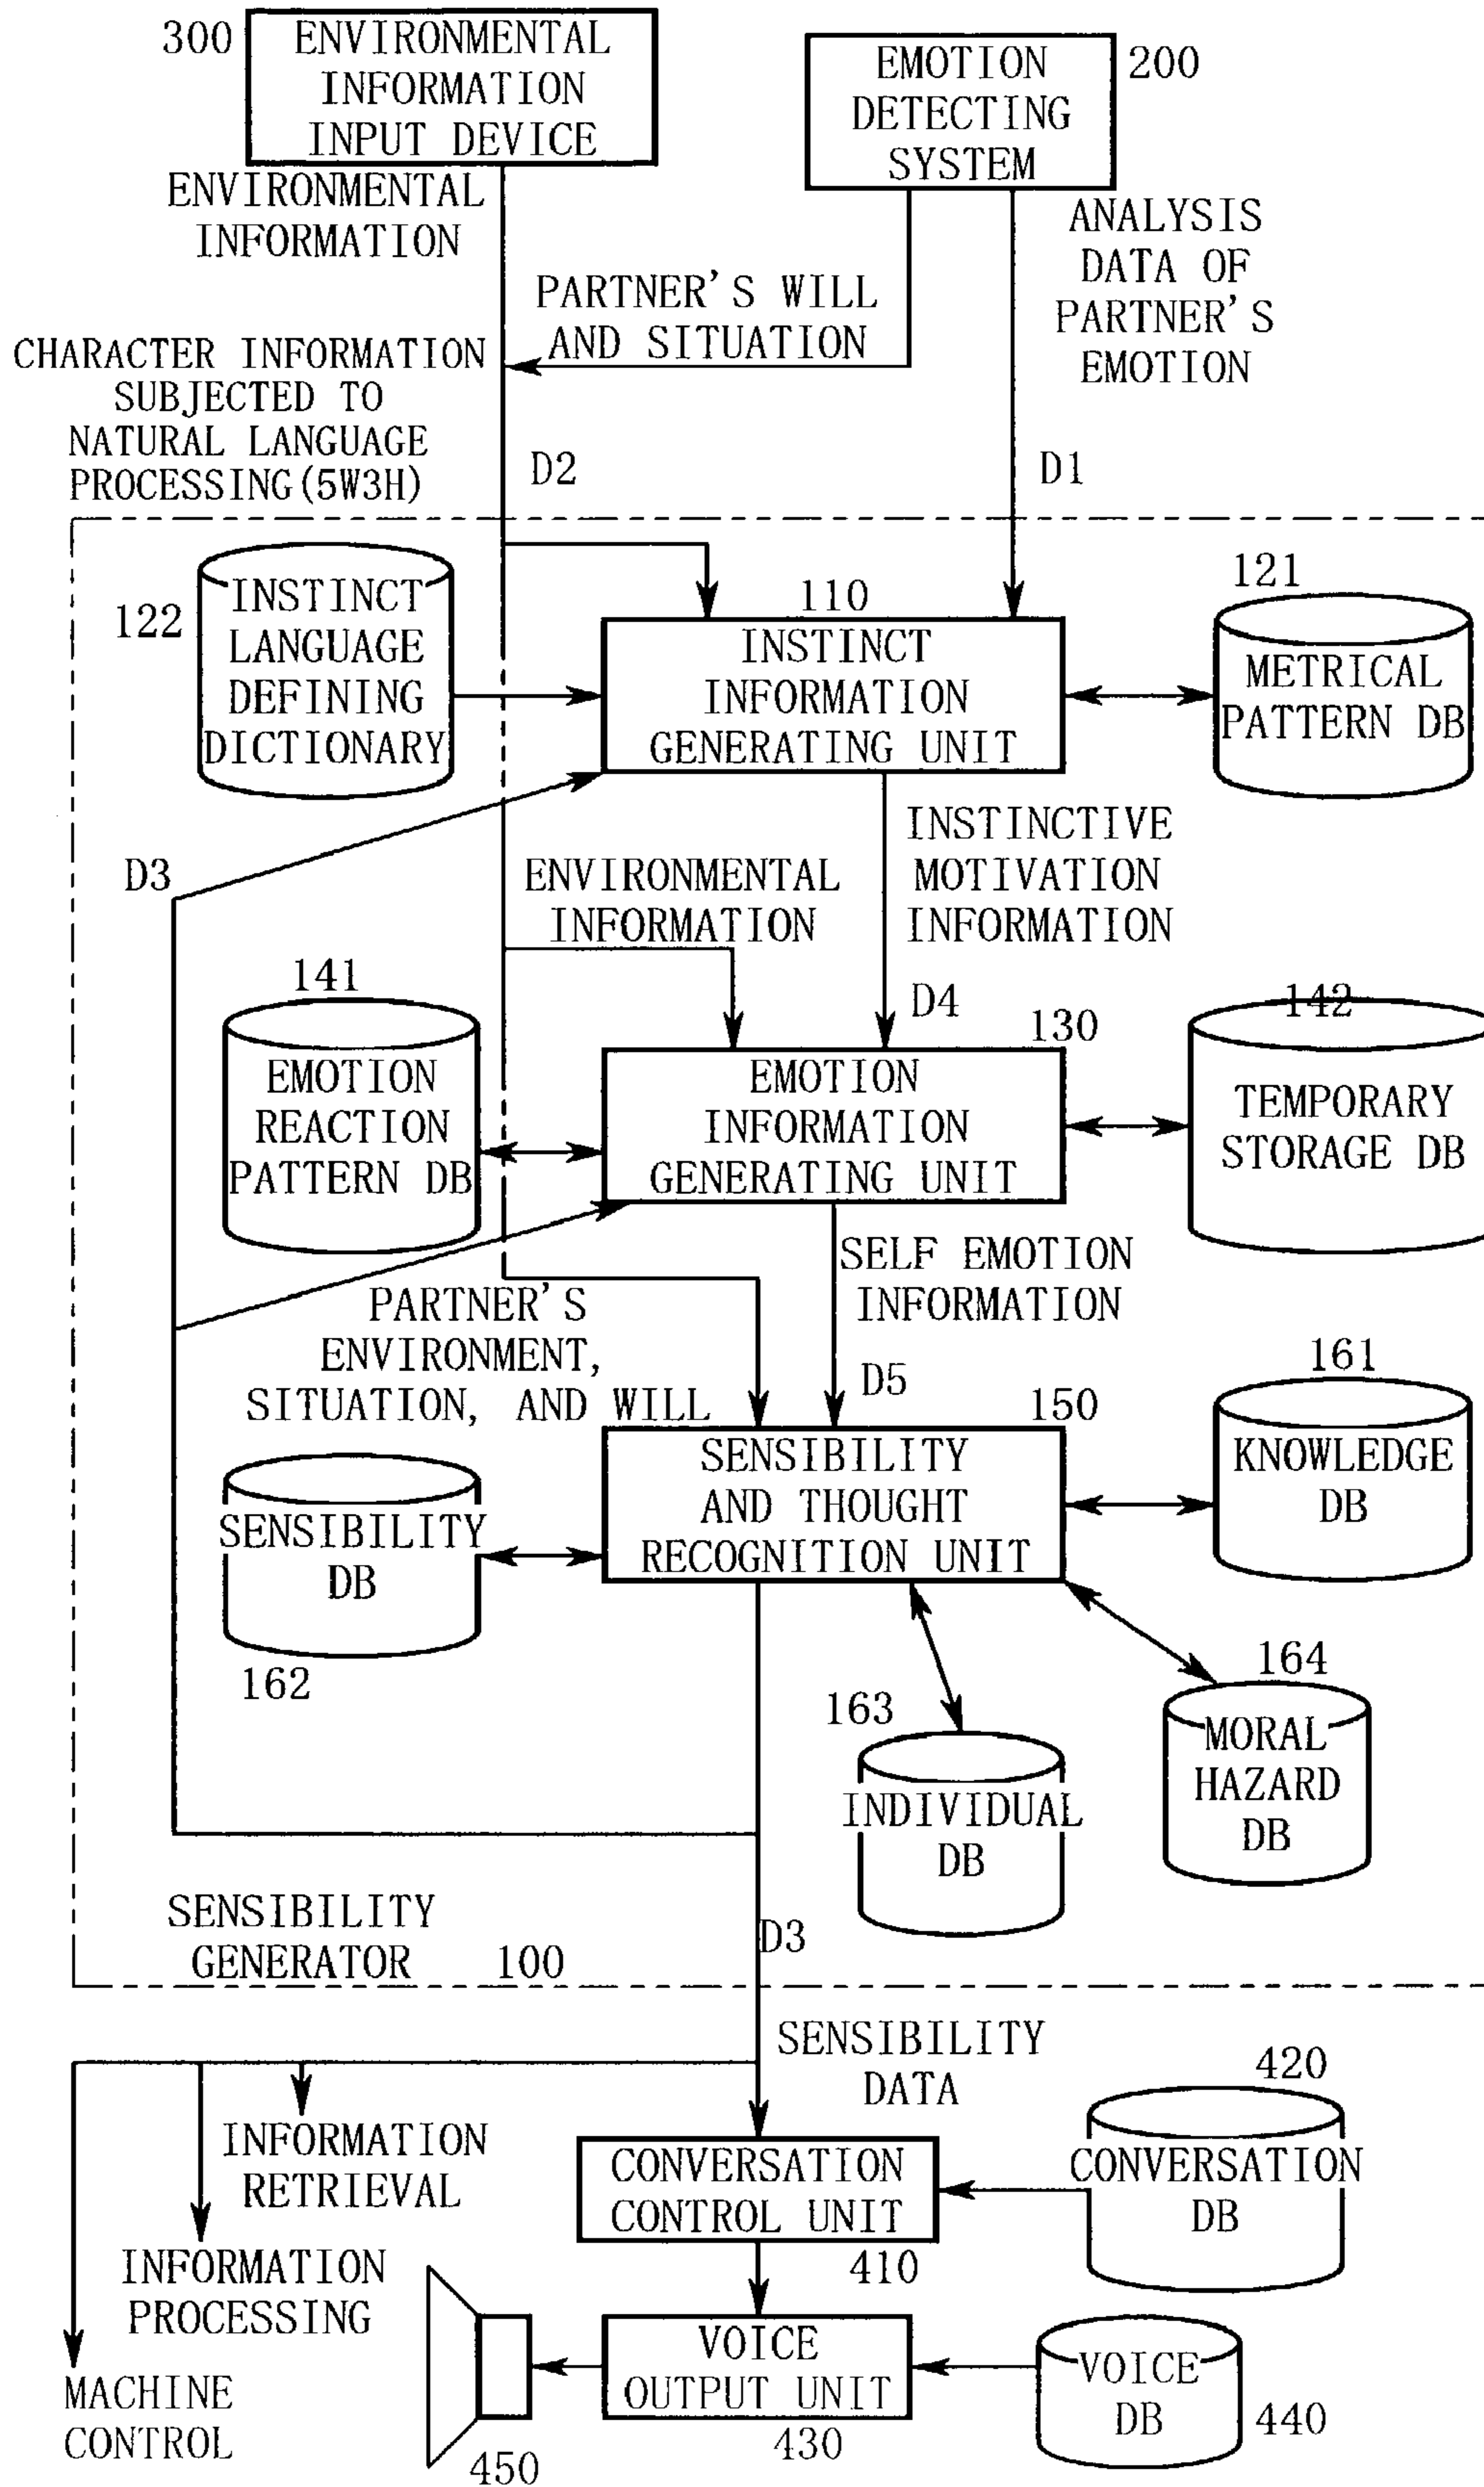 300
ENVIRONMENTAL
INFORMATION
INPUT DEVICE
EMOTION
DETECTING
SYSTEM
200
ENVIRONMENTAL
INFORMATION
ANALYSIS
DATA OF
PARTNER'S
EMOTION
PARTNER'S WILL
AND SITUATION
CHARACTER INFORMATION
SUBJECTED TO
NATURAL LANGUAGE
PROCESSING(5W3H)
D2
D1
122
INSTINCT
LANGUAGE
DEFINING
DICTIONARY
110
INSTINCT
INFORMATION
GENERATING UNIT
121
METRICAL
PATTERN DB
D3
ENVIRONMENTAL
INFORMATION
INSTINCTIVE
MOTIVATION
INFORMATION
D4
141
EMOTION
REACTION
PATTERN DB
130
EMOTION
INFORMATION
GENERATING UNIT
142
TEMPORARY
STORAGE DB
SELF EMOTION
INFORMATION
PARTNER'S
ENVIRONMENT,
SITUATION, AND WILL
D5
150
SENSIBILITY
AND THOUGHT
RECOGNITION UNIT
161
KNOWLEDGE
DB
SENSIBILITY
DB
162
163
INDIVIDUAL
DB
164
MORAL
HAZARD
DB
SENSIBILITY
GENERATOR 100
D3
SENSIBILITY
DATA
INFORMATION
RETRIEVAL
INFORMATION
PROCESSING
MACHINE
CONTROL
CONVERSATION
CONTROL UNIT
410
420
CONVERSATION
DB
VOICE
OUTPUT UNIT
430
450
VOICE
DB
440